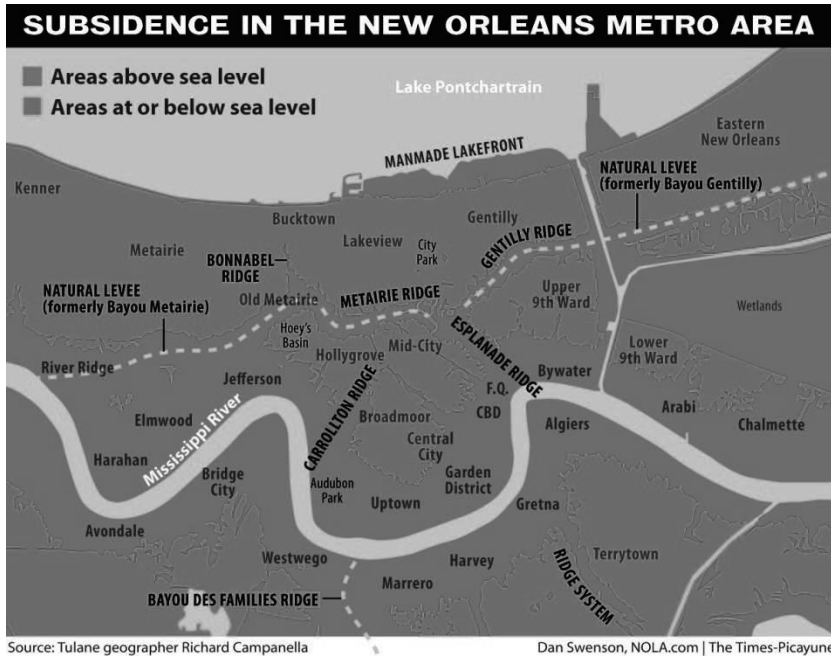 SUBSIDENCE IN THE NEW ORLEANS METRO AREA
Areas above sea level
Areas at or below sea level
Lake Pontchartrain
Eastern
New Orleans
MANMADE LAKEFRONT
NATURAL LEVEE
(formerly Bayou Gentilly)
Kenner
Bucktown
Gentilly
Metairie
Lakeview
City
Park
GENTILLY RIDGE
BONNABEL
RIDGE
NATURAL LEVEE
(formerly Bayou Metairie)
Old Metairie
METAIRIE RIDGE
Upper
9th Ward
Wetlands
Hoey's
Basin
Hollygrove
Mid-City
ESPLANADE RIDGE
Lower
9th Ward
River Ridge
Jefferson
Bywater
CARROLLTON RIDGE
F.Q.
CBD
Mississippi River
Elmwood
Broadmoor
Algiers
Arabi
Chalmette
Harahan
Central
City
Bridge
City
Audubon
Park
Garden
District
Uptown
Gretna
Avondale
Westwego
Harvey
Terrytown
RIDGE SYSTEM
Marrero
BAYOU DES FAMILIES RIDGE
Source: Tulane geographer Richard Campanella
Dan Swenson, NOLA.com | The Times-Picayune